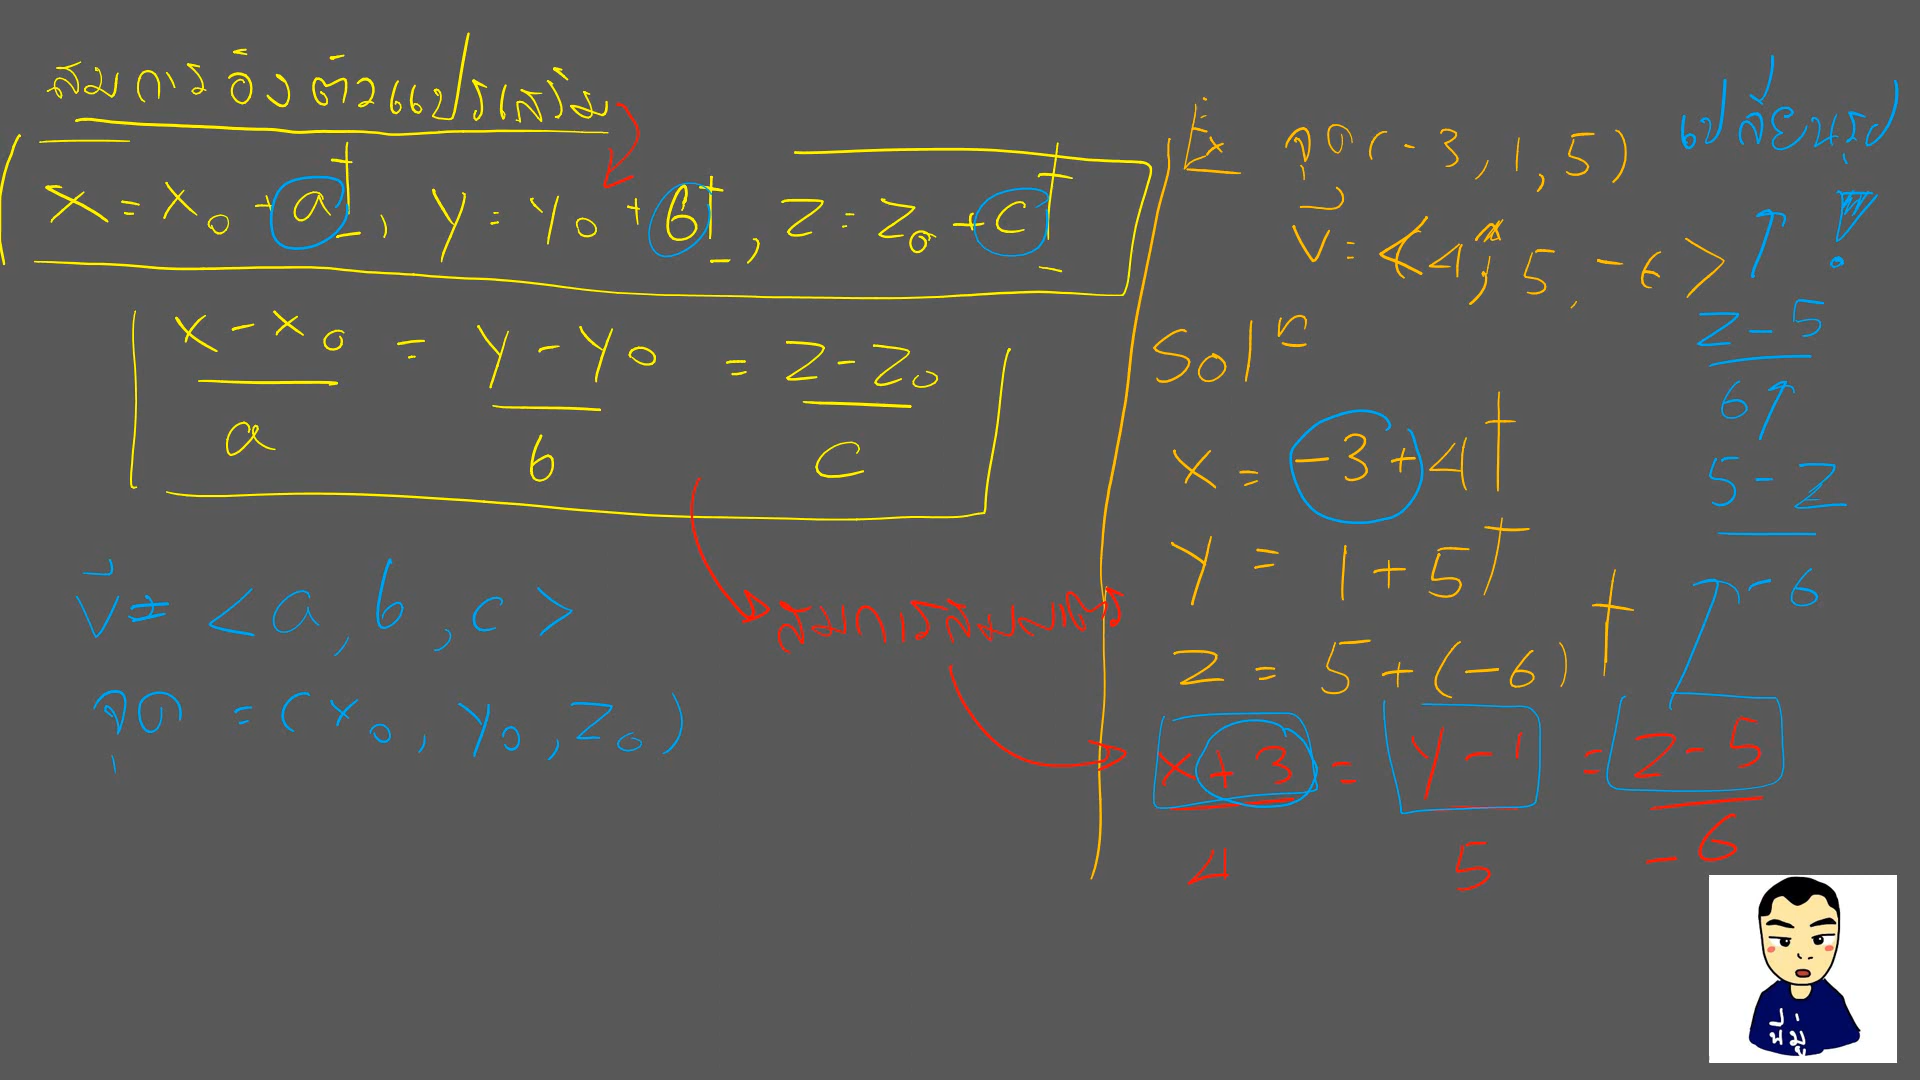 สมการอิงตัวแปรเสริม
x = x₀ + at, y = y₀ + bt, z = z₀ + ct
x - x₀ / a = y - y₀ / b = z - z₀ / c
v⃗ = <a, b, c>
จุด = (x₀, y₀, z₀)
สมการสมมาตร
Ex จุด (-3, 1, 5)
v⃗ = <4, 5, -6>
Solⁿ
x = -3 + 4t
y = 1 + 5t
z = 5 + (-6)t
x + 3 / 4 = y - 1 / 5 = z - 5 / -6
เปลี่ยนรูป
z - 5
6
5 - z
-6
พี่ปู